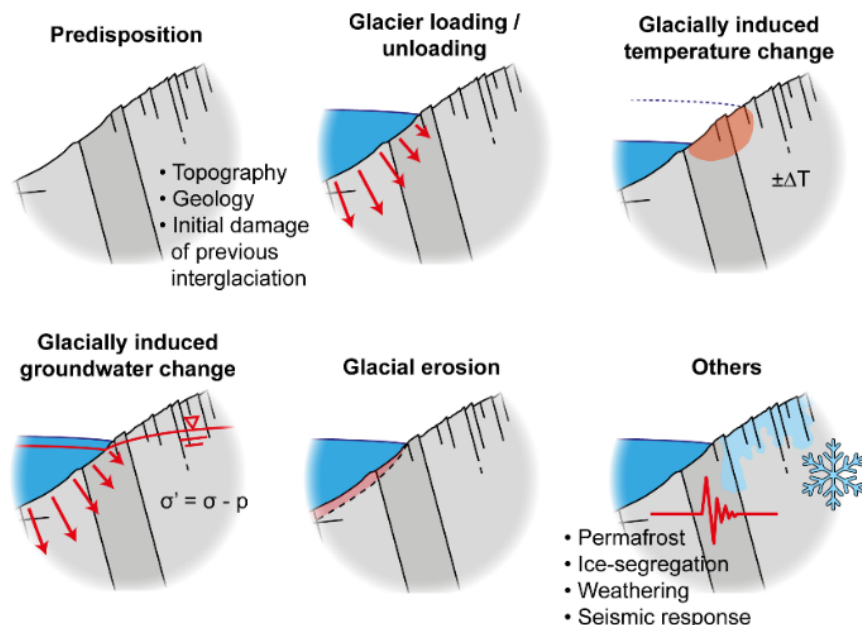 Predisposition
• Topography
• Geology
• Initial damage
of previous
interglaciation
Glacier loading /
unloading
Glacially induced
temperature change
±ΔT
Glacially induced
groundwater change
σ' = σ - p
Glacial erosion
Others
• Permafrost
• Ice-segregation
• Weathering
• Seismic response